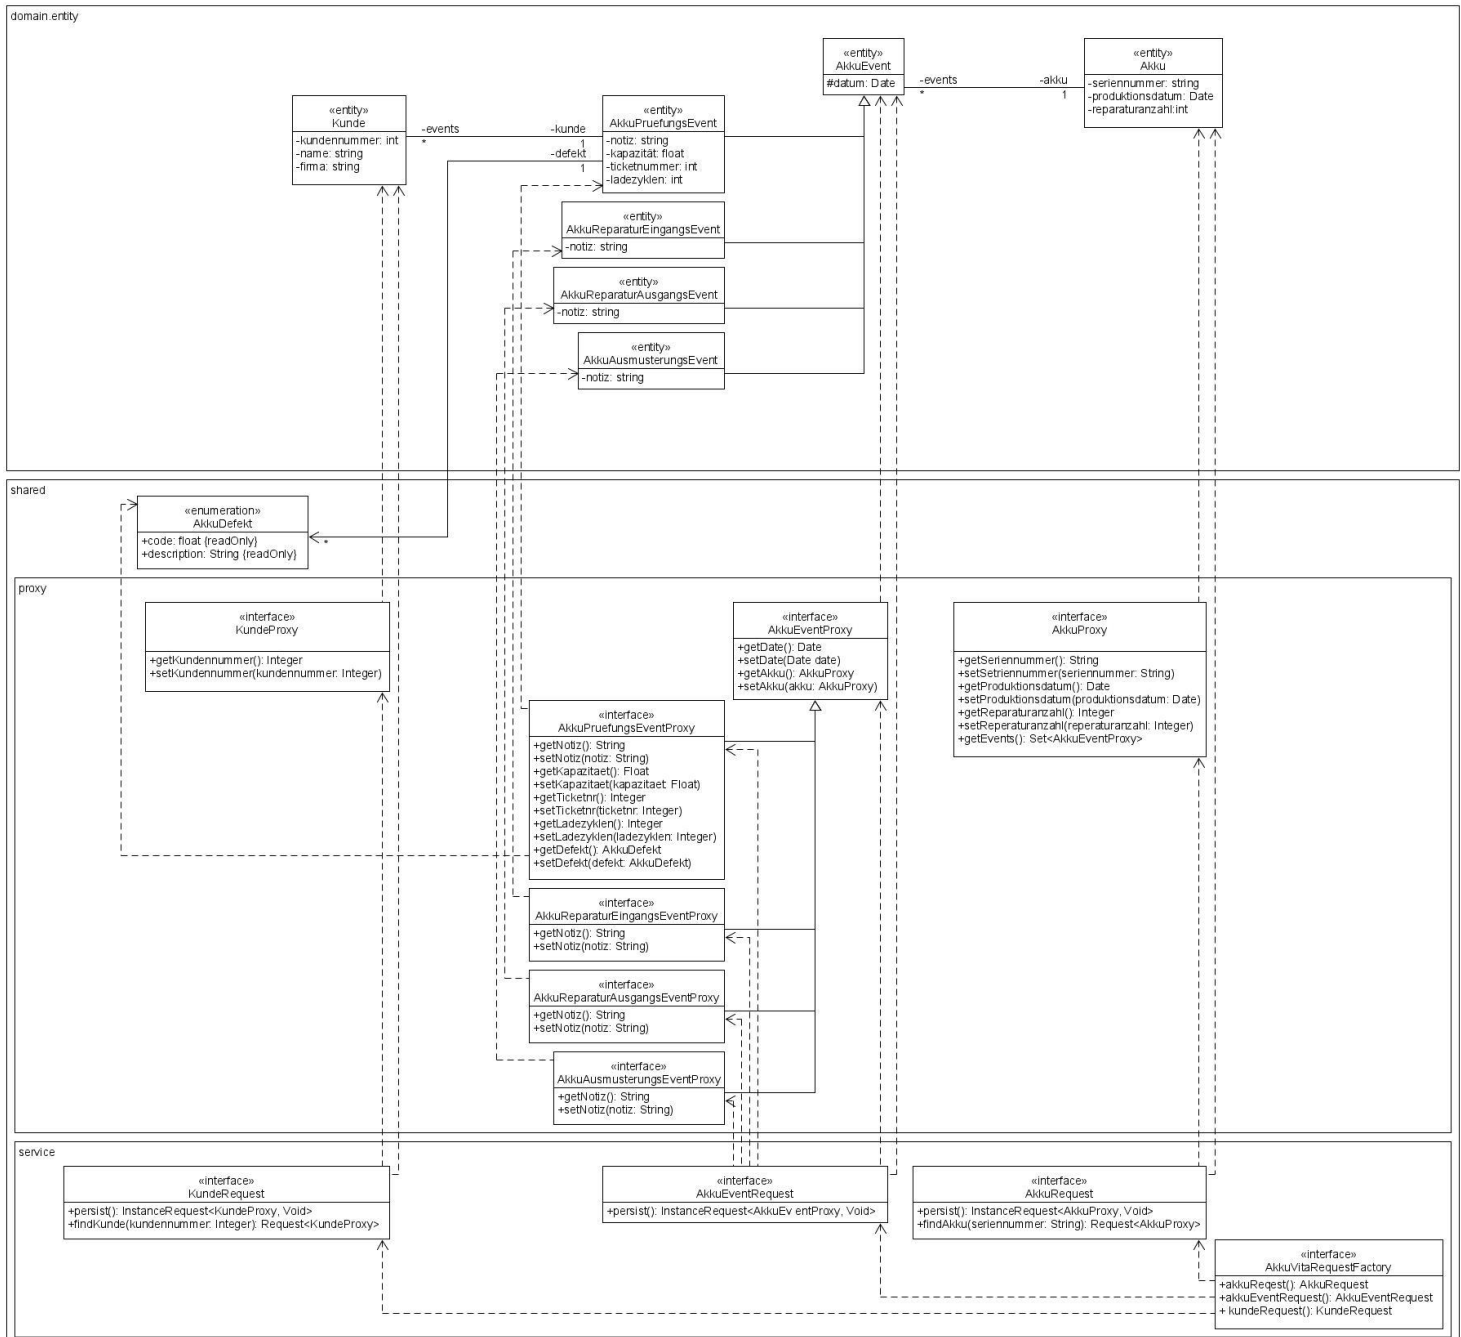 domain.entity
«entity»
AkkuEvent
#datum: Date
-events
*
-akku
1
«entity»
Akku
-seriennummer: string
-produktionsdatum: Date
-reparaturanzahl:int
«entity»
Kunde
-kundennummer: int
-name: string
-firma: string
-events
*
-kunde
1
-defekt
1
«entity»
AkkuPruefungsEvent
-notiz: string
-kapazität: float
-ticketnummer: int
-ladezyklen: int
«entity»
AkkuReparaturEingangsEvent
-notiz: string
«entity»
AkkuReparaturAusgangsEvent
-notiz: string
«entity»
AkkuAusmusterungsEvent
-notiz: string
shared
«enumeration»
AkkuDefekt
+code: float {readOnly}
+description: String {readOnly}
*
proxy
«interface»
KundeProxy
+getKundennummer(): Integer
+setKundennummer(kundennummer: Integer)
«interface»
AkkuEventProxy
+getDate(): Date
+setDate(Date date)
+getAkku(): AkkuProxy
+setAkku(akku: AkkuProxy)
«interface»
AkkuProxy
+getSeriennummer(): String
+setSetriennummer(seriennummer: String)
+getProduktionsdatum(): Date
+setProduktionsdatum(produktionsdatum: Date)
+getReparaturanzahl(): Integer
+setReperaturanzahl(reperaturanzahl: Integer)
+getEvents(): Set<AkkuEventProxy>
«interface»
AkkuPruefungsEventProxy
+getNotiz(): String
+setNotiz(notiz: String)
+getKapazitaet(): Float
+setKapazitaet(kapazitaet: Float)
+getTicketnr(): Integer
+setTicketnr(ticketnr: Integer)
+getLadezyklen(): Integer
+setLadezyklen(ladezyklen: Integer)
+getDefekt(): AkkuDefekt
+setDefekt(defekt: AkkuDefekt)
«interface»
AkkuReparaturEingangsEventProxy
+getNotiz(): String
+setNotiz(notiz: String)
«interface»
AkkuReparaturAusgangsEventProxy
+getNotiz(): String
+setNotiz(notiz: String)
«interface»
AkkuAusmusterungsEventProxy
+getNotiz(): String
+setNotiz(notiz: String)
service
«interface»
KundeRequest
+persist(): InstanceRequest<KundeProxy, Void>
+findKunde(kundennummer: Integer): Request<KundeProxy>
«interface»
AkkuEventRequest
+persist(): InstanceRequest<AkkuEventProxy, Void>
«interface»
AkkuRequest
+persist(): InstanceRequest<AkkuProxy, Void>
+findAkku(seriennummer: String): Request<AkkuProxy>
«interface»
AkkuVitaRequestFactory
+akkuReqest(): AkkuRequest
+akkuEventRequest(): AkkuEventRequest
+ kundeRequest(): KundeRequest